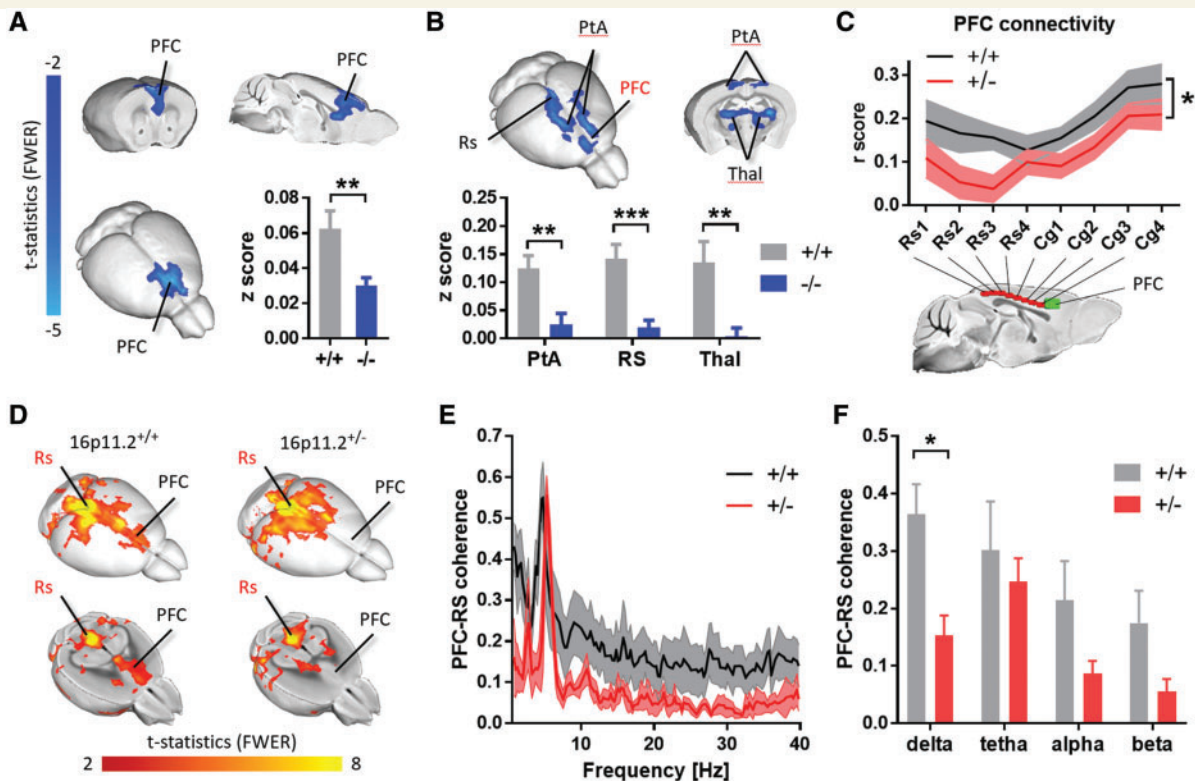 A
-2
t-statistics (FWER)
-5
PFC
PFC
PFC
z score
0.08
0.06
0.04
0.02
0.00
**
+/+ -/-
B
PtA
PFC
Rs
PtA
Thal
z score
0.25
0.20
0.15
0.10
0.05
0.00
** *** **
PtA RS Thal
+/+
-/-
C
PFC connectivity
+/+
+/-
r score
0.3
0.2
0.1
0.0
*
Rs1 Rs2 Rs3 Rs4 Cg1 Cg2 Cg3 Cg4
PFC
D
16p11.2+/+ 16p11.2+/-
Rs PFC Rs PFC
Rs PFC Rs PFC
t-statistics (FWER)
2 8
E
PFC-RS coherence
0.7
0.6
0.5
0.4
0.3
0.2
0.1
0.0
+/+
+/-
10 20 30 40
Frequency [Hz]
F
PFC-RS coherence
0.5
0.4
0.3
0.2
0.1
0.0
*
+/+
+/-
delta tetha alpha beta